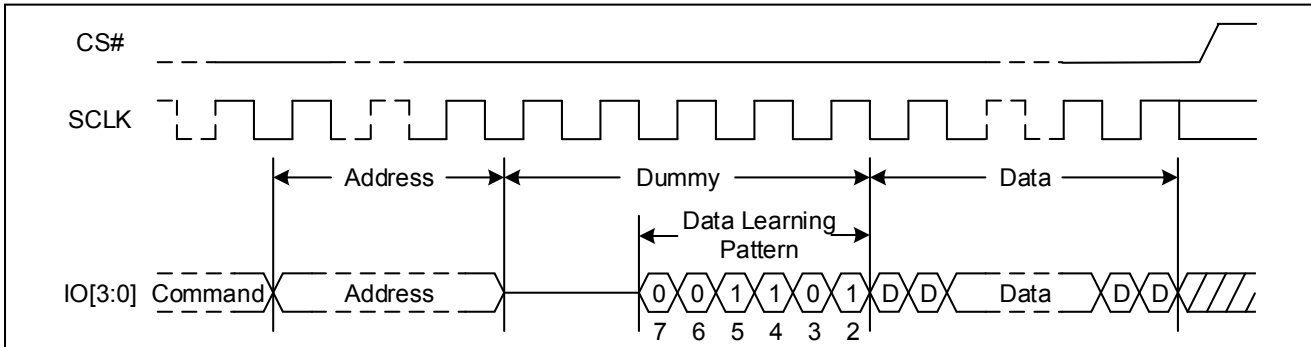 CS#
SCLK
Address Dummy Data
Data Learning
Pattern
IO[3:0] Command Address 0 0 1 1 0 1 D D Data D D
7 6 5 4 3 2